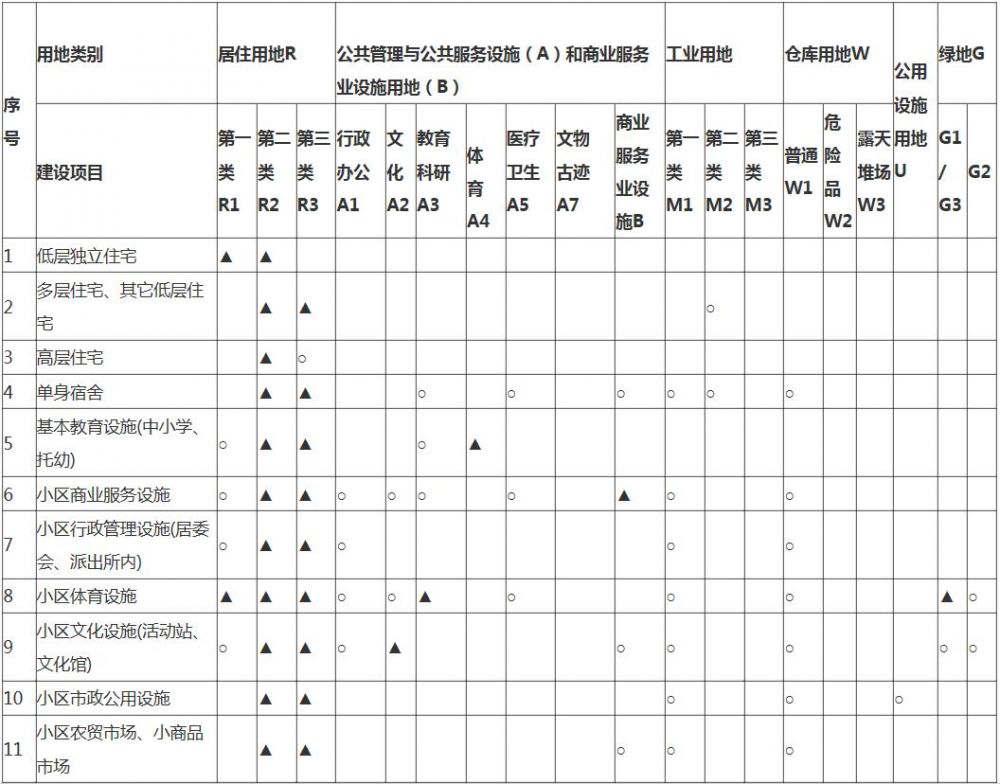 序号 用地类别 居住用地R 公共管理与公共服务设施（A）和商业服务业设施用地（B） 工业用地 仓库用地W 公用设施用地U 绿地G
建设项目 第一类R1 第二类R2 第三类R3 行政办公A1 文化A2 教育科研A3 体育A4 医疗卫生A5 文物古迹A7 商业服务业设施B 第一类M1 第二类M2 第三类M3 普通W1 危险品W2 露天堆场W3 G1/G3 G2
1 低层独立住宅 ▲ ▲
2 多层住宅、其它低层住宅 ▲ ▲ ○
3 高层住宅 ▲ ○
4 单身宿舍 ▲ ▲ ○ ○ ○ ○ ○ ○
5 基本教育设施(中小学、托幼) ○ ▲ ▲ ○ ▲
6 小区商业服务设施 ○ ▲ ▲ ○ ○ ○ ○ ▲ ○ ○
7 小区行政管理设施(居委会、派出所内) ○ ▲ ▲ ○ ○ ○
8 小区体育设施 ▲ ▲ ▲ ○ ○ ▲ ○ ○ ○ ▲ ○
9 小区文化设施(活动站、文化馆) ○ ▲ ▲ ○ ▲ ○ ○ ○ ○ ○
10 小区市政公用设施 ▲ ▲ ○ ○ ○
11 小区农贸市场、小商品市场 ▲ ▲ ○ ○ ○